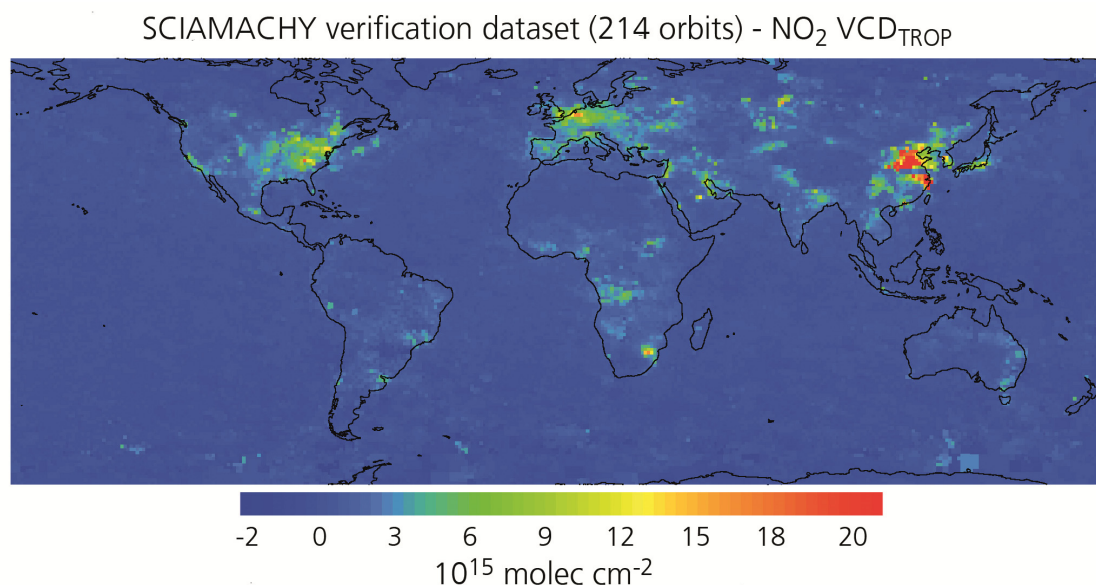 SCIAMACHY verification dataset (214 orbits) - NO₂ VCD_TROP
-2 0 3 6 9 12 15 18 20
10¹⁵ molec cm⁻²